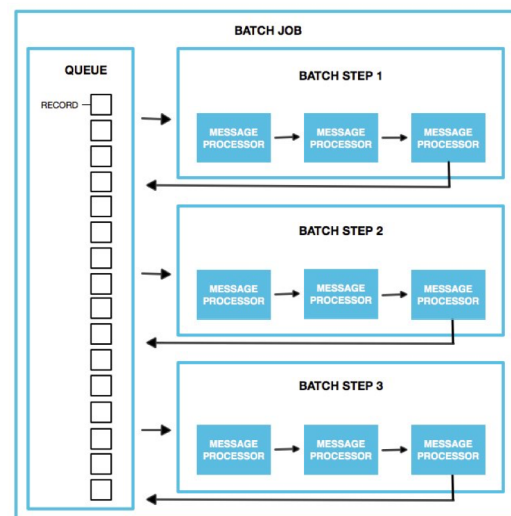 BATCH JOB
QUEUE
RECORD
BATCH STEP 1
MESSAGE
PROCESSOR
MESSAGE
PROCESSOR
MESSAGE
PROCESSOR
BATCH STEP 2
MESSAGE
PROCESSOR
MESSAGE
PROCESSOR
MESSAGE
PROCESSOR
BATCH STEP 3
MESSAGE
PROCESSOR
MESSAGE
PROCESSOR
MESSAGE
PROCESSOR